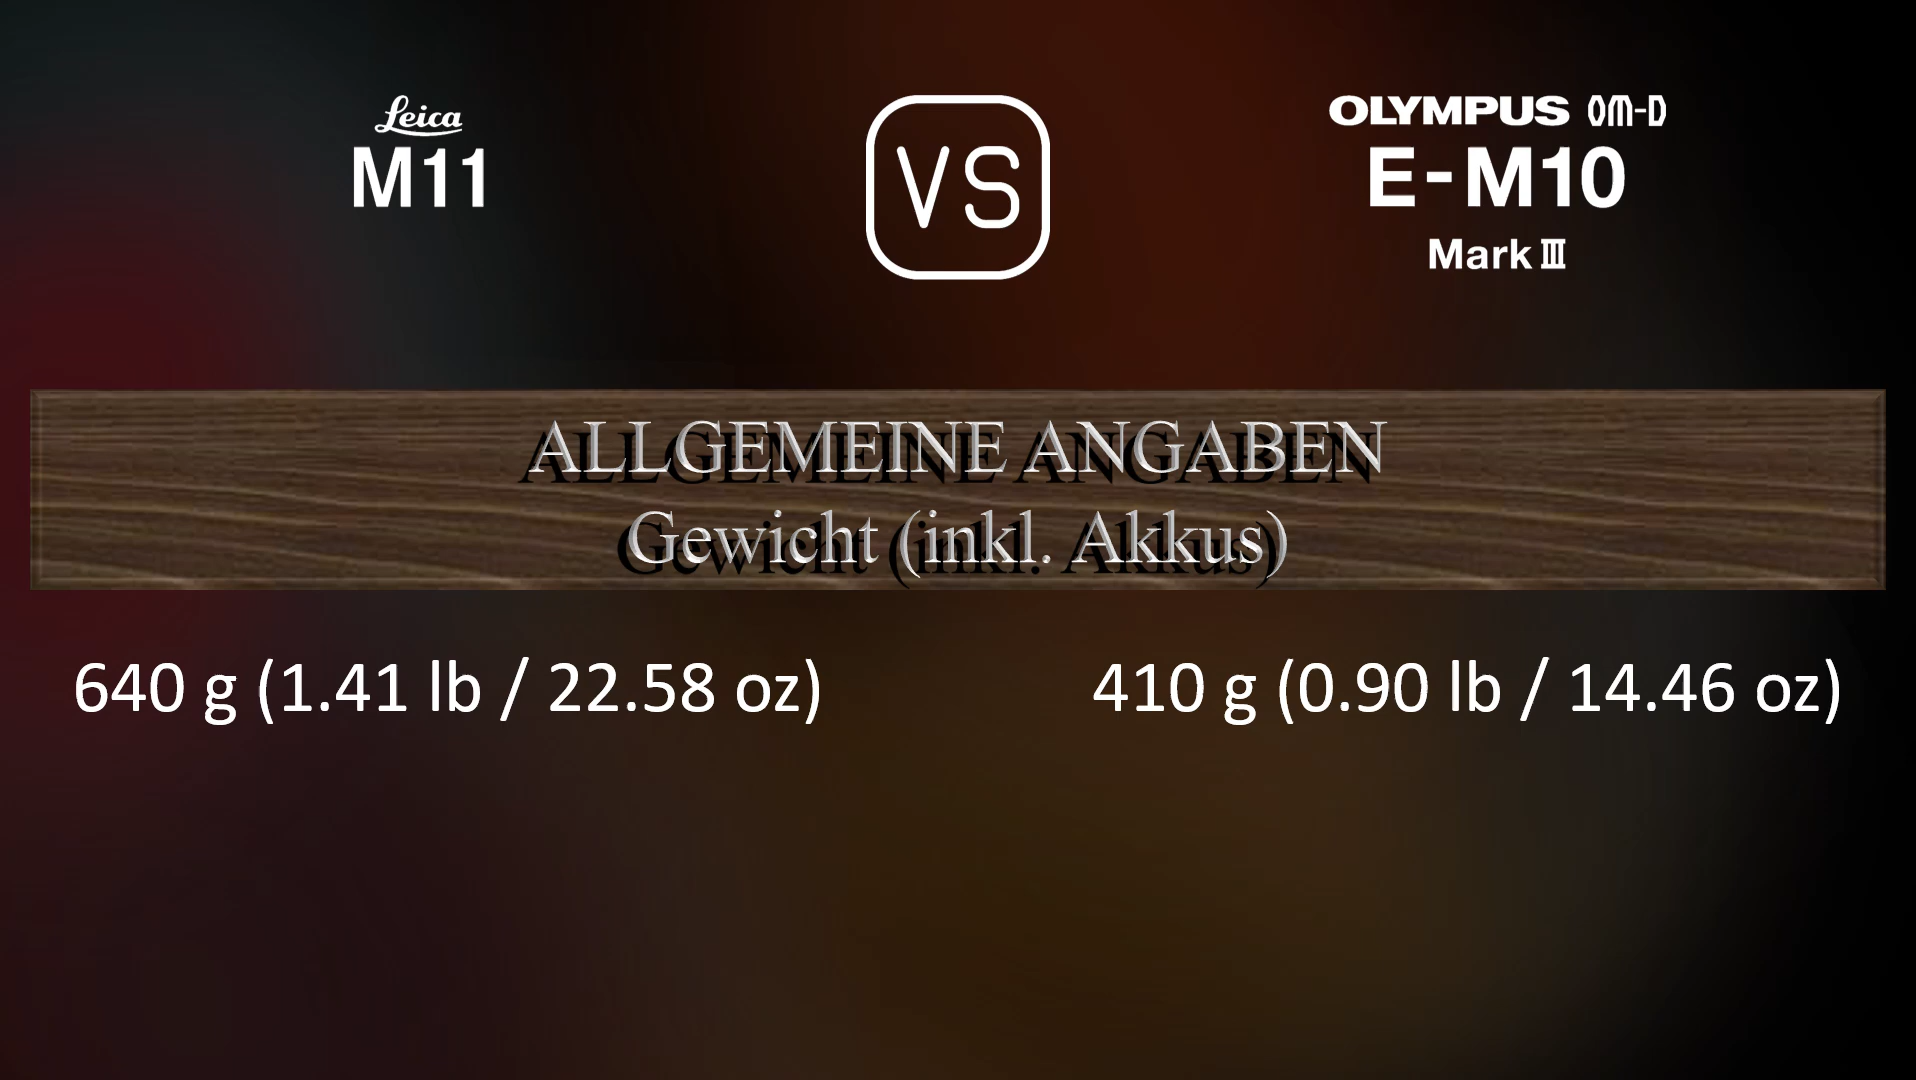 Leica
M11
VS
OLYMPUS OM-D
E-M10
Mark III
ALLGEMEINE ANGABEN
Gewicht (inkl. Akkus)
640 g (1.41 lb / 22.58 oz)
410 g (0.90 lb / 14.46 oz)